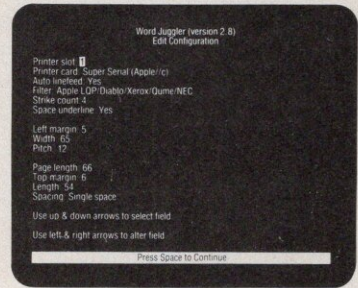 Word Juggler (version 2.8)
Edit Configuration
Printer slot: 1
Printer card: Super Serial (Apple//c)
Auto linefeed: Yes
Filter: Apple LQP/Diablo/Xerox/Qume/NEC
Strike count:4
Space underline: Yes
Left margin: 5
Width: 65
Pitch: 12
Page length: 66
Top margin: 6
Length: 54
Spacing: Single space
Use up & down arrows to select field.
Use left & right arrows to alter field.
Press Space to Continue